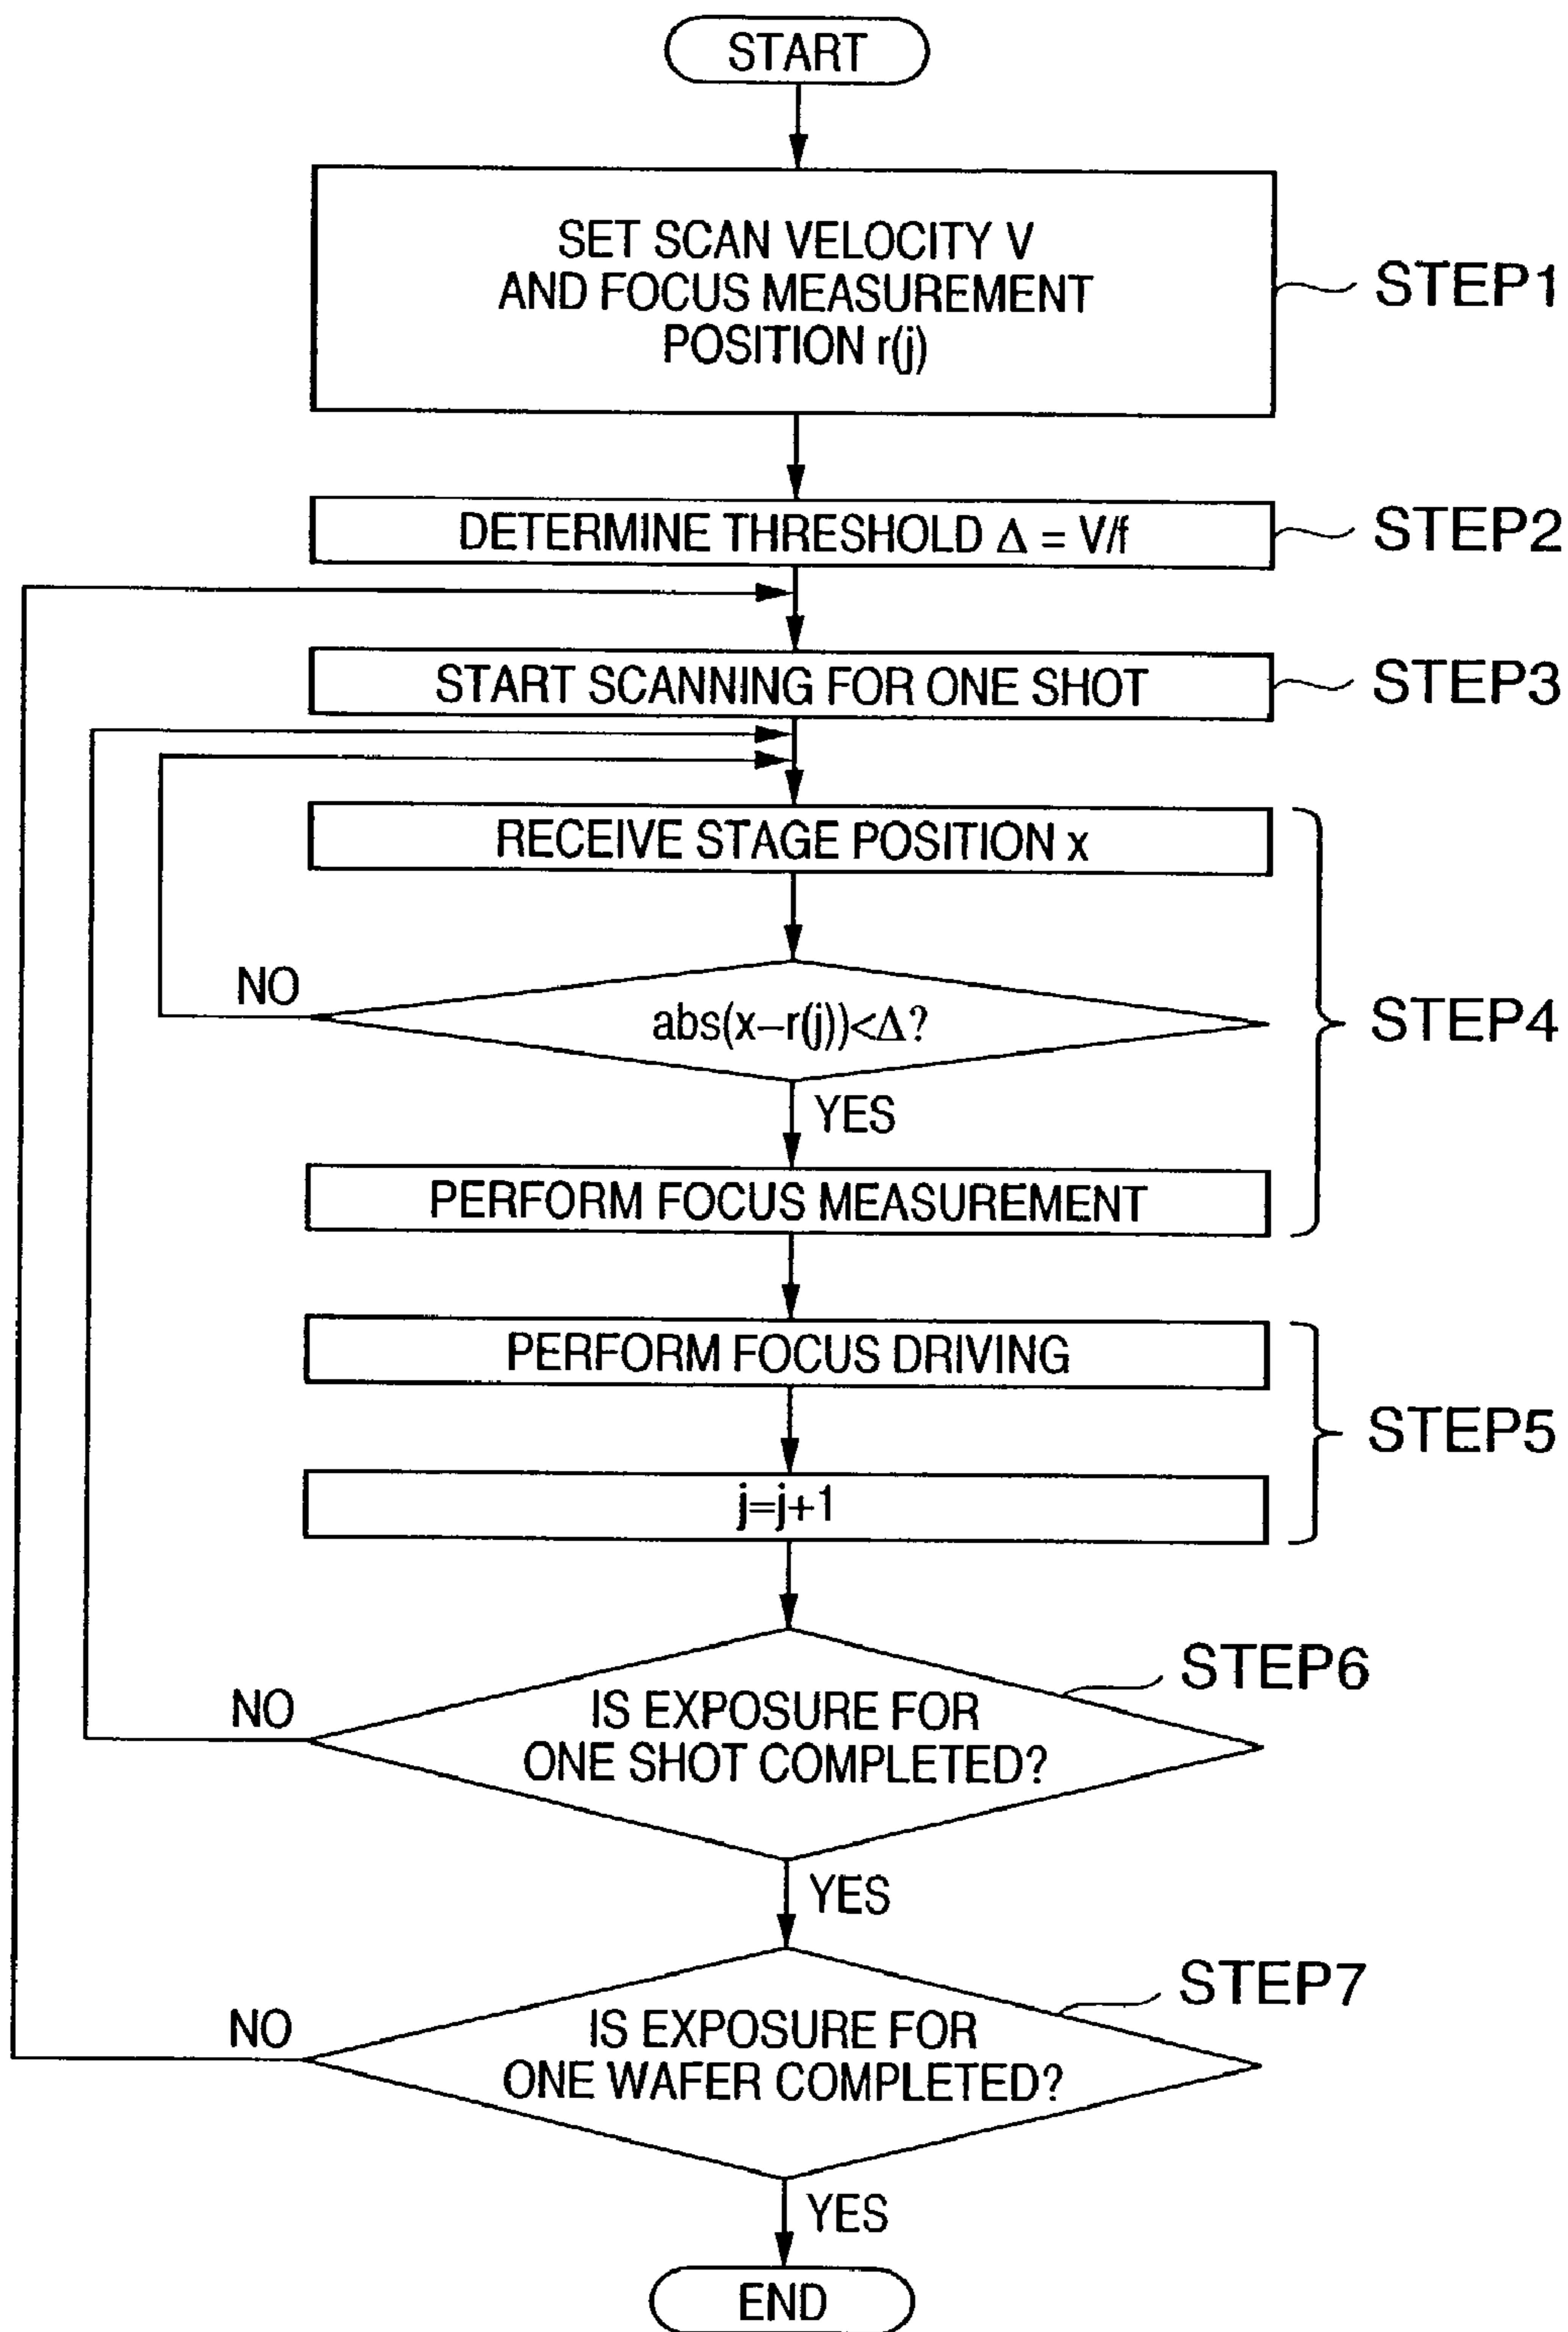 START
SET SCAN VELOCITY V
AND FOCUS MEASUREMENT
POSITION r(j)
STEP1
DETERMINE THRESHOLD Δ = V/f
STEP2
START SCANNING FOR ONE SHOT
STEP3
RECEIVE STAGE POSITION x
NO
abs(x–r(j))<Δ?
STEP4
YES
PERFORM FOCUS MEASUREMENT
PERFORM FOCUS DRIVING
STEP5
j=j+1
STEP6
NO
IS EXPOSURE FOR
ONE SHOT COMPLETED?
YES
STEP7
NO
IS EXPOSURE FOR
ONE WAFER COMPLETED?
YES
END